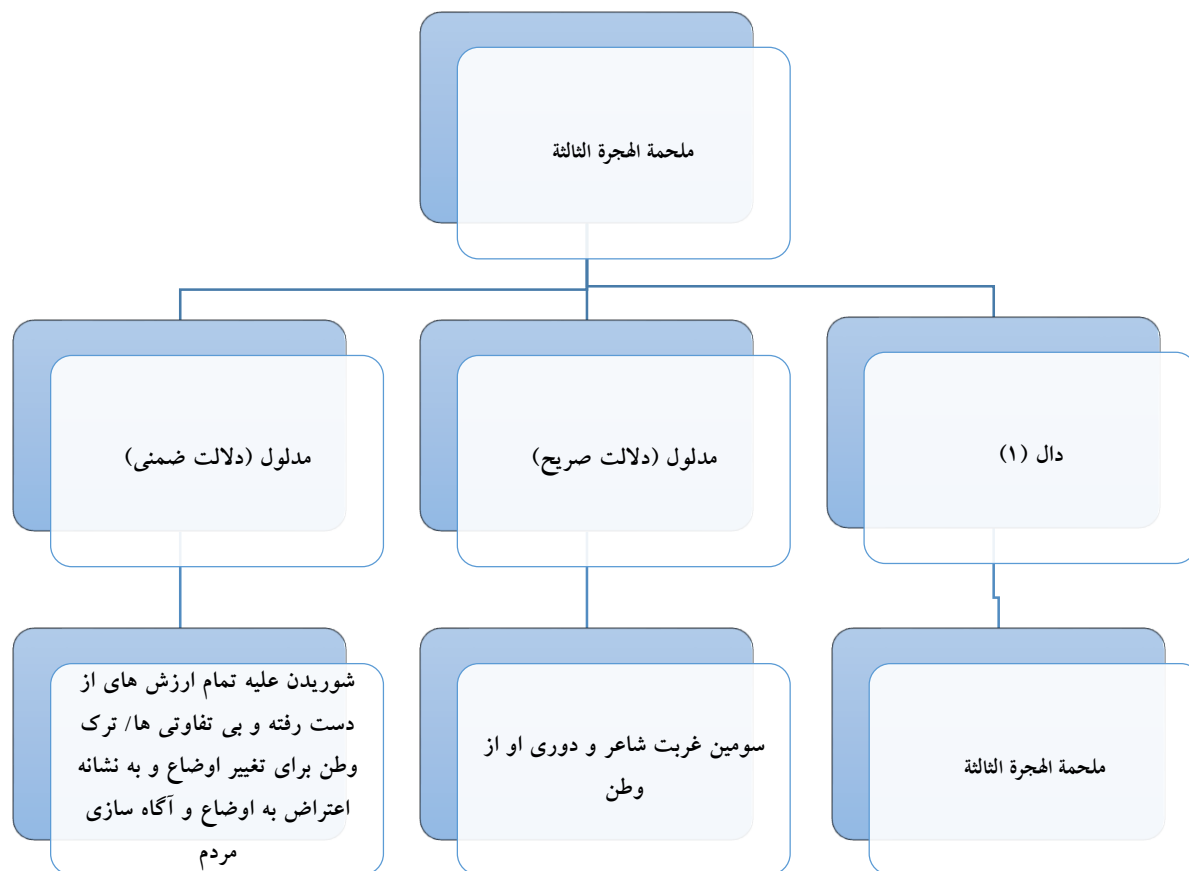 ملحمة الهجرة الثالثة
دال (۱)
مدلول (دلالت صریح)
مدلول (دلالت ضمنی)
ملحمة الهجرة الثالثة
سومین غربت شاعر و دوری او از
وطن
شوریدن علیه تمام ارزش های از
دست رفته و بی تفاوتی ها/ ترک
وطن برای تغییر اوضاع و به نشانه
اعتراض به اوضاع و آگاه سازی
مردم